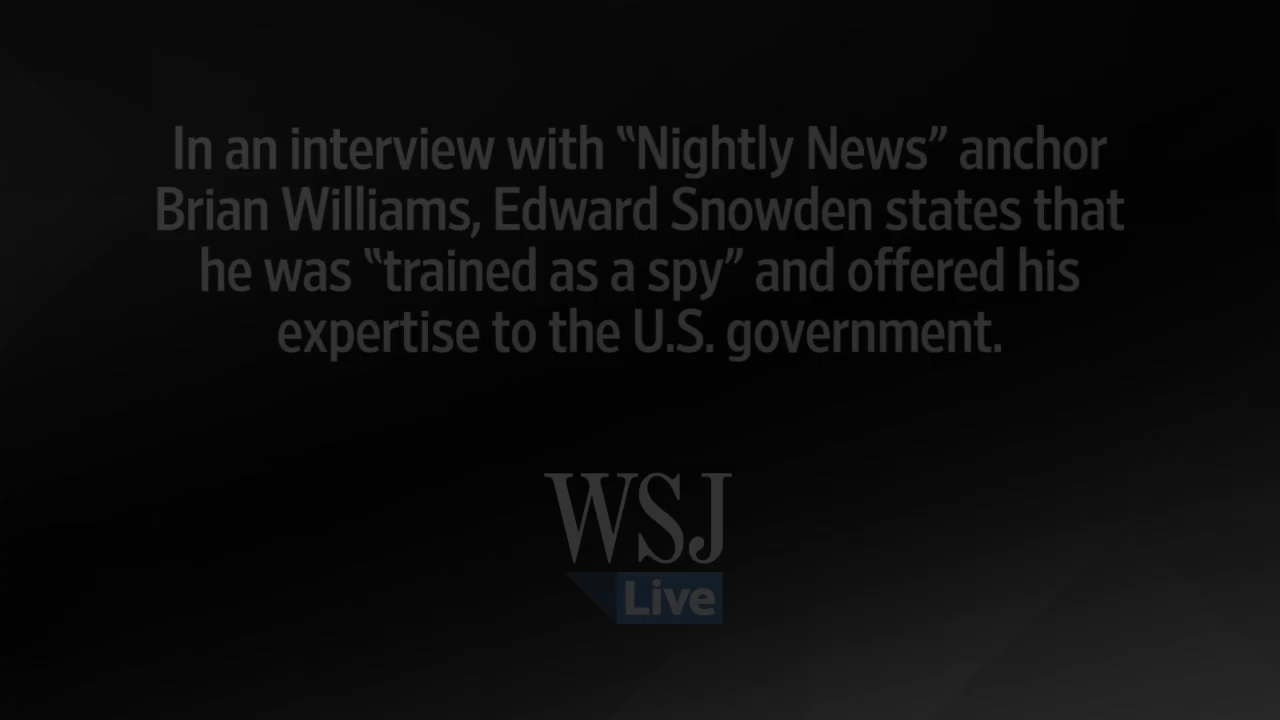 In an interview with “Nightly News” anchor
Brian Williams, Edward Snowden states that
he was “trained as a spy” and offered his
expertise to the U.S. government.
WSJ
Live